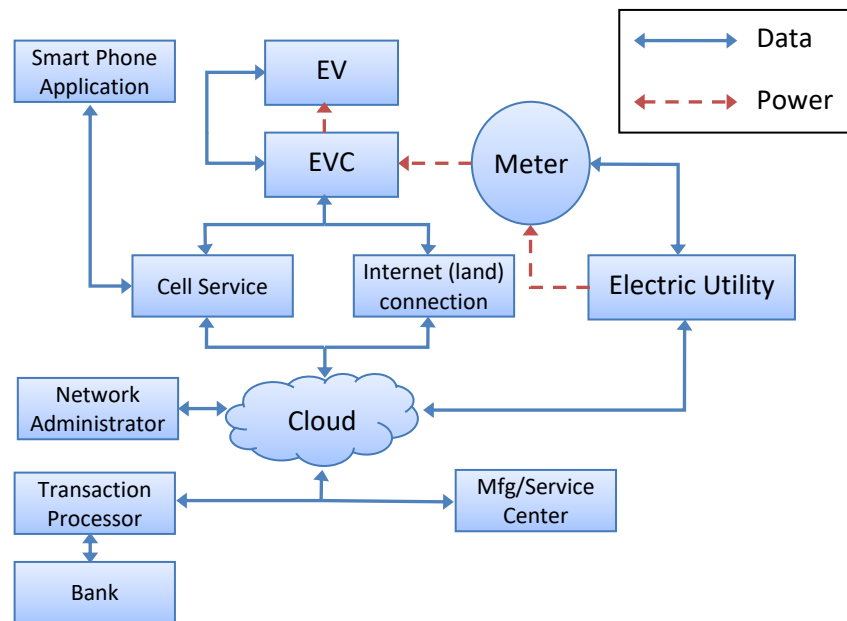 Smart Phone
Application
EV
Data
Power
EVC
Meter
Cell Service
Internet (land)
connection
Electric Utility
Network
Administrator
Cloud
Transaction
Processor
Mfg/Service
Center
Bank